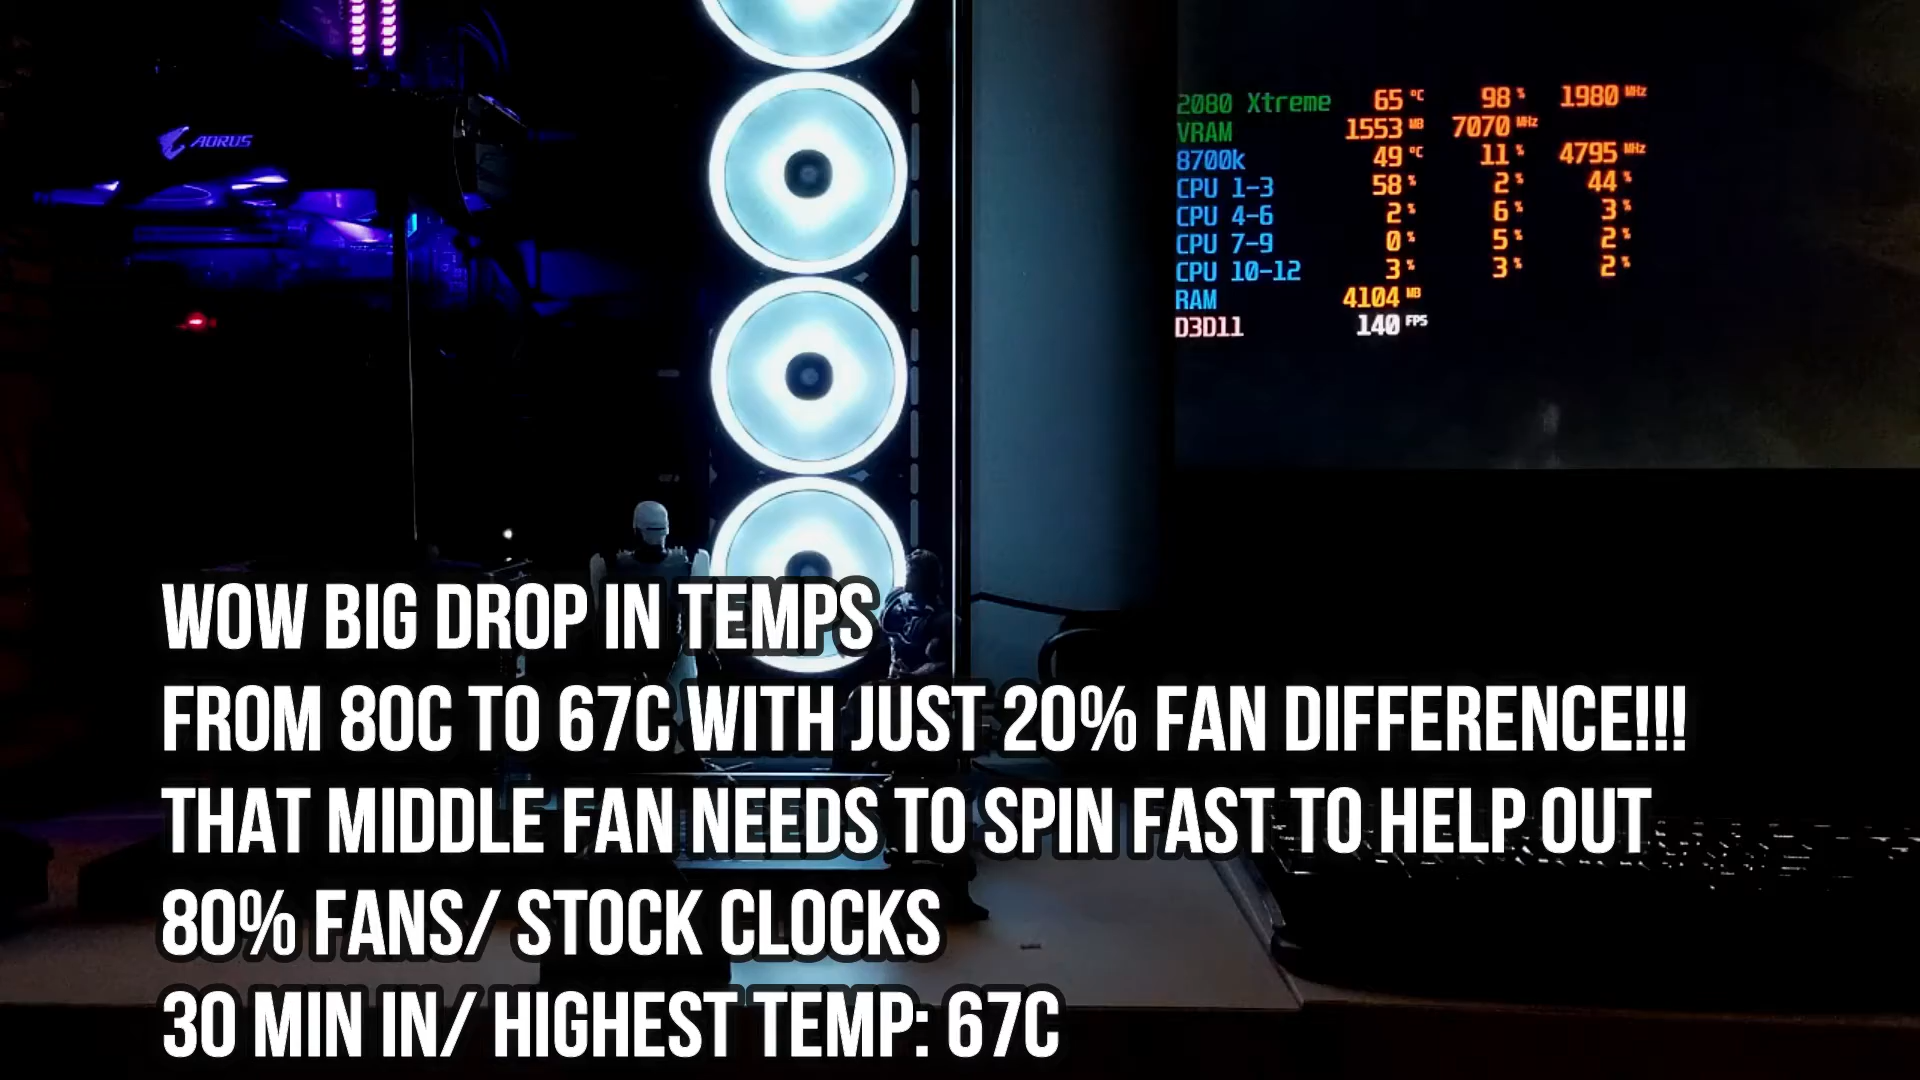 AORUS
2080 Xtreme 65 °C 98 % 1980 MHz
VRAM 1553 MB 7070 MHz
8700k 49 °C 11 % 4795 MHz
CPU 1-3 58 % 2 % 44 %
CPU 4-6 2 % 6 % 3 %
CPU 7-9 0 % 5 % 2 %
CPU 10-12 3 % 3 % 2 %
RAM 4104 MB
D3D11 140 FPS
WOW BIG DROP IN TEMPS
FROM 80C TO 67C WITH JUST 20% FAN DIFFERENCE!!!
THAT MIDDLE FAN NEEDS TO SPIN FAST TO HELP OUT
80% FANS/ STOCK CLOCKS
30 MIN IN/ HIGHEST TEMP: 67C